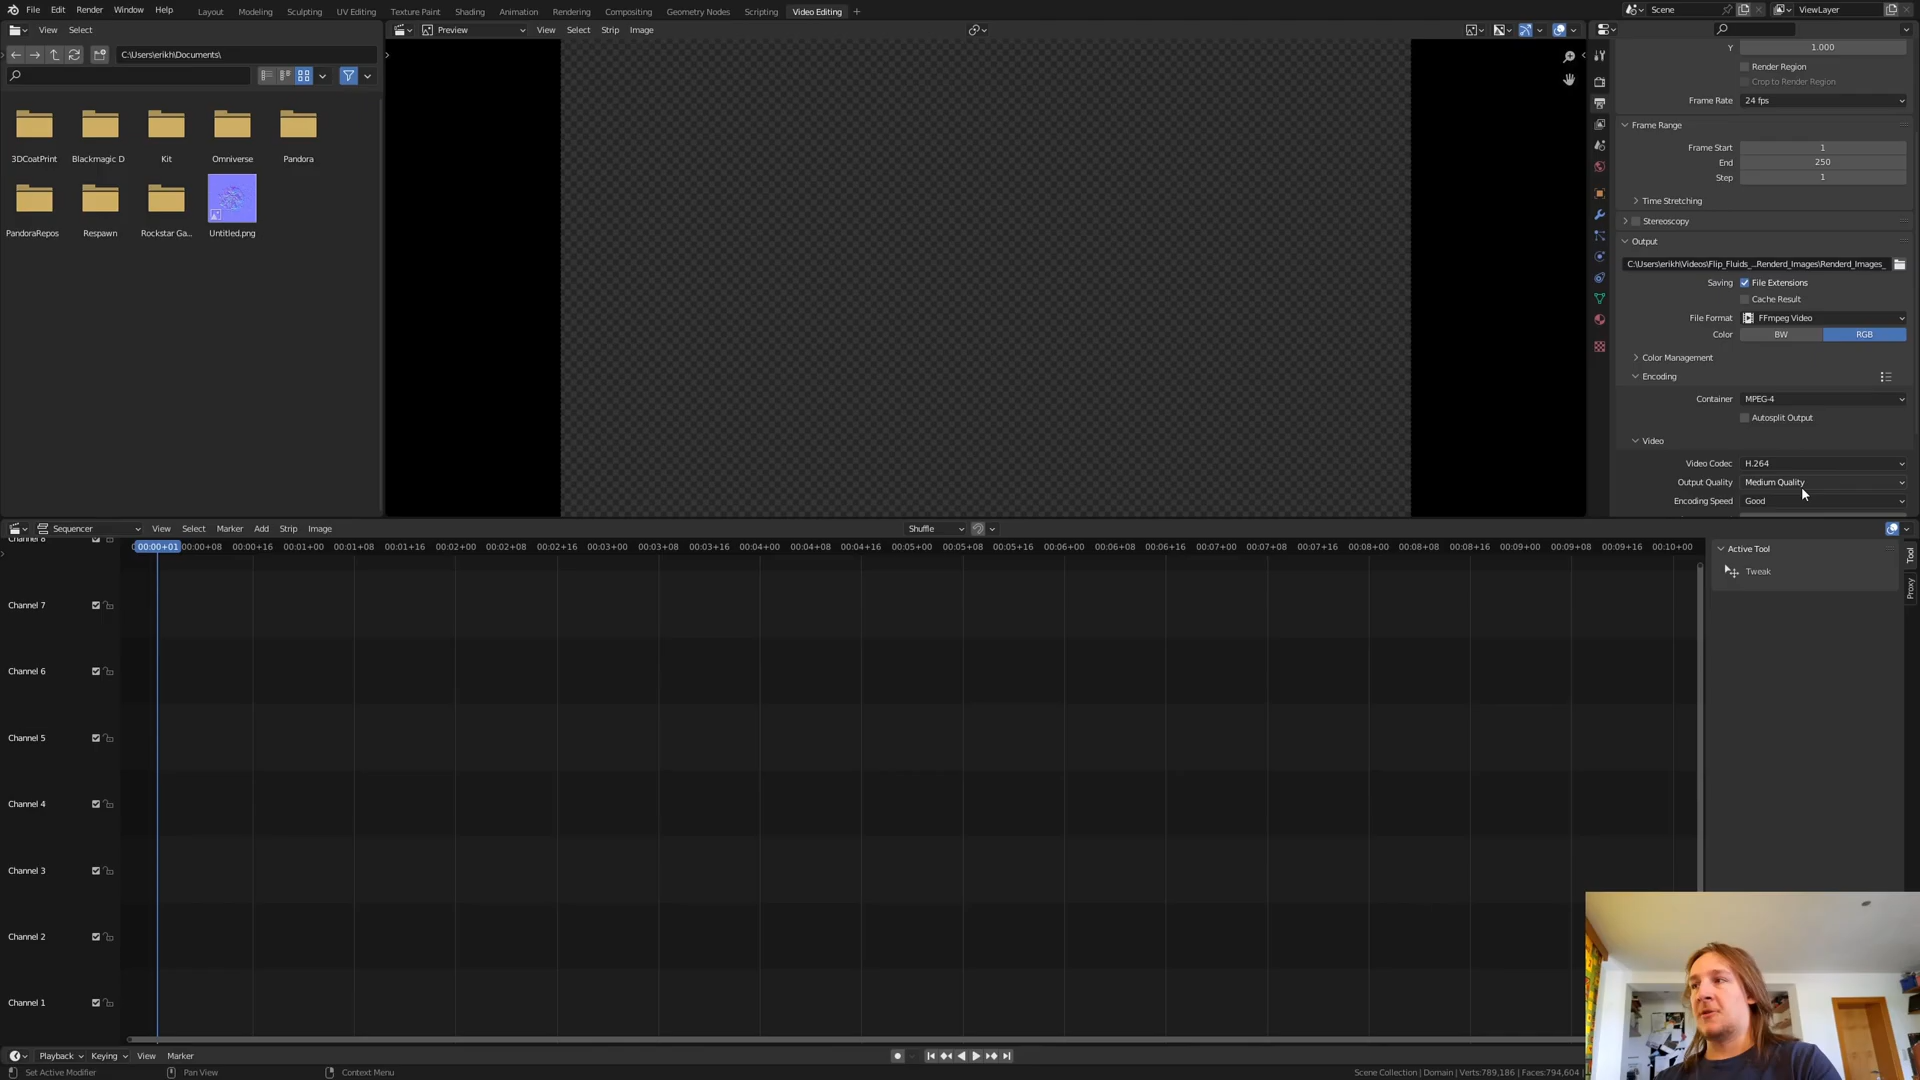 File Edit Render Window Help
Layout Modeling Sculpting UV Editing Texture Paint Shading Animation Rendering Compositing Geometry Nodes Scripting Video Editing
Scene
ViewLayer
View Select
C:\Users\erikh\Documents\
3DCoatPrint
Blackmagic D
Kit
Omniverse
Pandora
PandoraRepos
Respawn
Rockstar Ga...
Untitled.png
Preview
View Select Strip Image
Y 1.000
Render Region
Crop to Render Region
Frame Rate 24 fps
Frame Range
Frame Start 1
End 250
Step 1
Time Stretching
Stereoscopy
Output
C:\Users\erikh\Videos\Flip_Fluids_...Renderd_Images\Renderd_Images_
Saving File Extensions
Cache Result
File Format FFmpeg Video
Color BW RGB
Color Management
Encoding
Container MPEG-4
Autosplit Output
Video
Video Codec H.264
Output Quality Medium Quality
Encoding Speed Good
Sequencer
View Select Marker Add Strip Image
Shuffle
00:00+01 00:00+08 00:00+16 00:01+00 00:01+08 00:01+16 00:02+00 00:02+08 00:02+16 00:03+00 00:03+08 00:03+16 00:04+00 00:04+08 00:04+16 00:05+00 00:05+08 00:05+16 00:06+00 00:06+08 00:06+16 00:07+00 00:07+08 00:07+16 00:08+00 00:08+08 00:08+16 00:09+00 00:09+08 00:09+16 00:10+00
Channel 8
Channel 7
Channel 6
Channel 5
Channel 4
Channel 3
Channel 2
Channel 1
Active Tool
Tweak
Tool
Proxy
Playback Keying View Marker
Set Active Modifier
Pan View
Context Menu
Scene Collection | Domain | Verts:789,186 | Faces:794,604 |